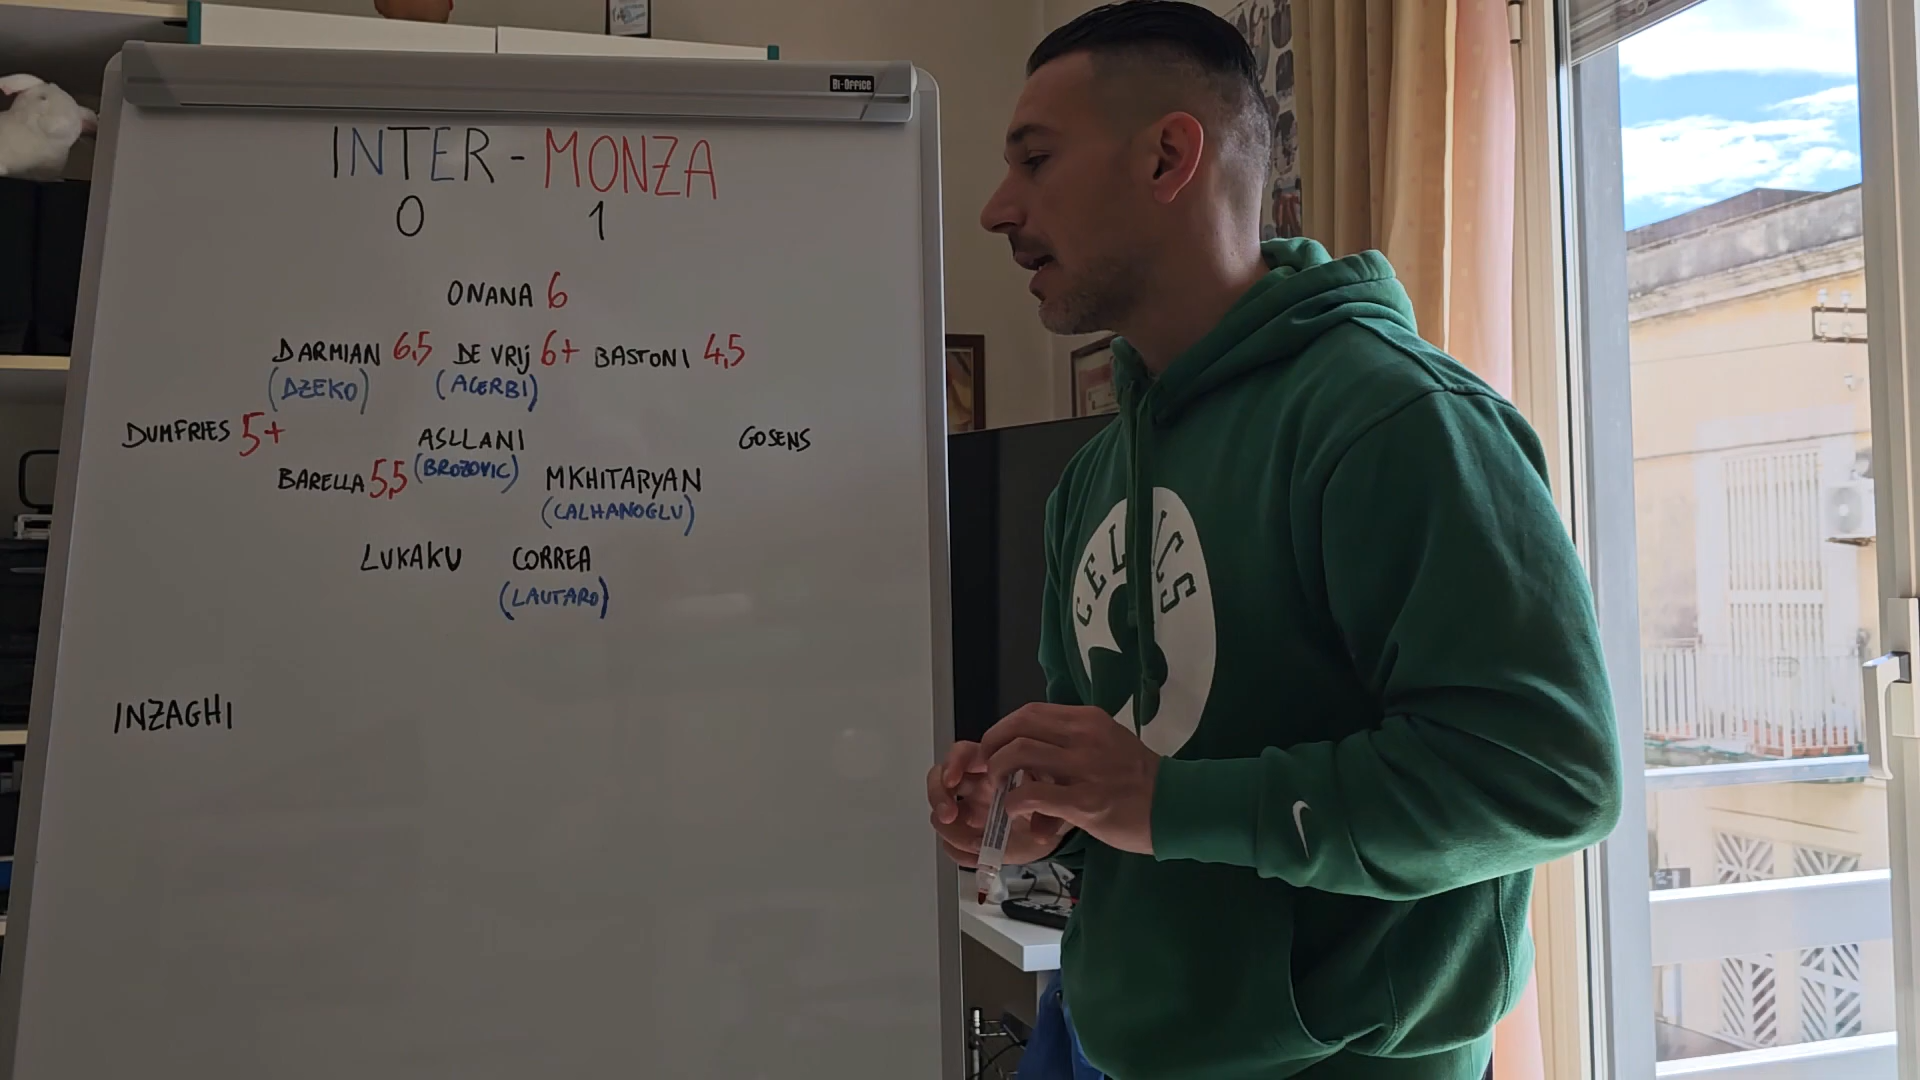 Bi-Office
INTER - MONZA
0 1
ONANA 6
DARMIAN 6,5 DE VRIJ 6+ BASTONI 4,5
(DZEKO) (ACERBI)
DUMFRIES 5+ ASLLANI GOSENS
BARELLA 5,5 (BROZOVIC) MKHITARYAN
(CALHANOGLU)
LUKAKU CORREA
(LAUTARO)
INZAGHI
CELTICS